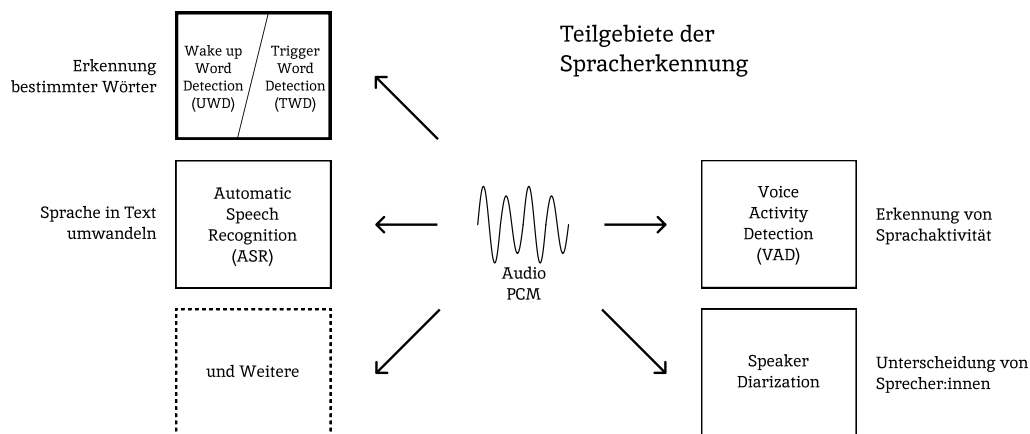 Teilgebiete der
Spracherkennung
Erkennung
bestimmter Wörter
Wake up
Word
Detection
(UWD)
Trigger
Word
Detection
(TWD)
Sprache in Text
umwandeln
Automatic
Speech
Recognition
(ASR)
und Weitere
Audio
PCM
Voice
Activity
Detection
(VAD)
Erkennung von
Sprachaktivität
Speaker
Diarization
Unterscheidung von
Sprecher:innen